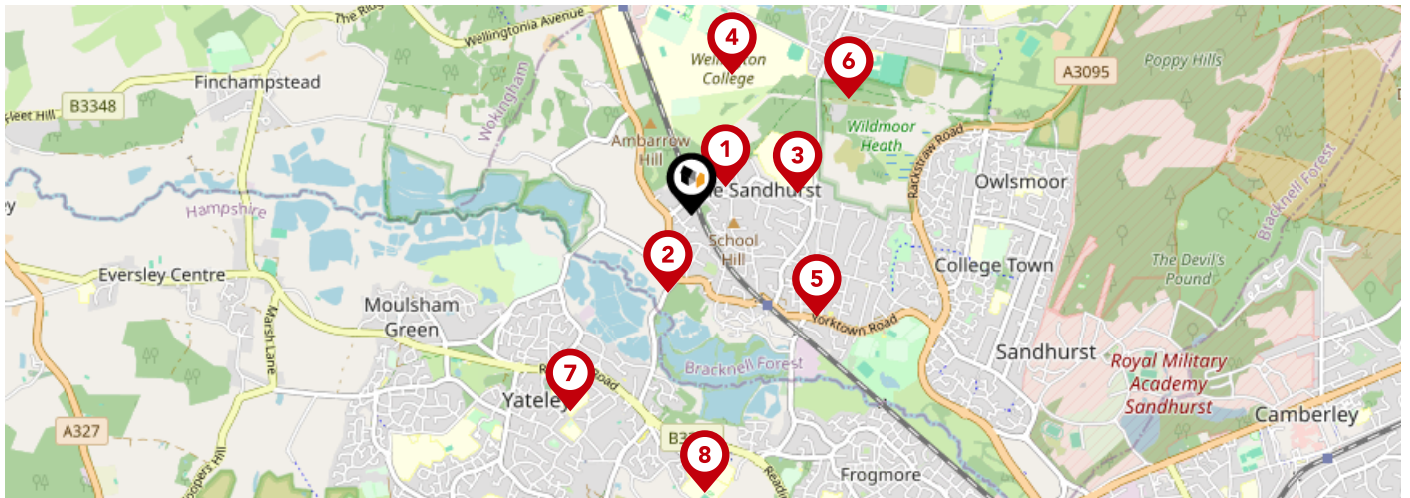 The Ridg
Wellingtonia Avenue
4
Wellington
College
6
A3095
Poppy Hills
Finchampstead
B3348
Fleet Hill
Wokingham
Ambarrow
Hill
1
3
Wildmoor
Heath
Rackstraw Road
Owlsmoor
Bracknell Forest
Sandhurst
Hampshire
School
Hill
2
5
College Town
The Devil's
Pound
Eversley Centre
Moulsham
Green
Marsh Lane
Yorktown Road
Sandhurst
Royal Military
Academy
Sandhurst
Bracknell Forest
Road
7
Yateley
Camberley
A327
8
Frogmore